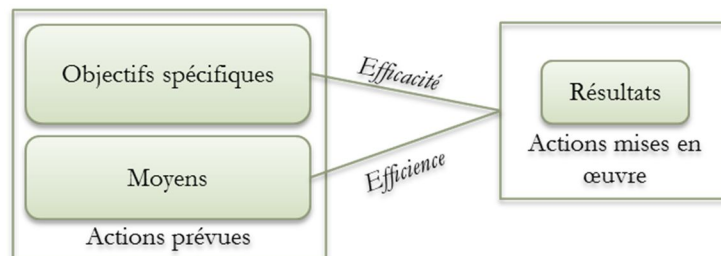 Objectifs spécifiques
Moyens
Actions prévues
Efficacité
Efficience
Résultats
Actions mises en
œuvre